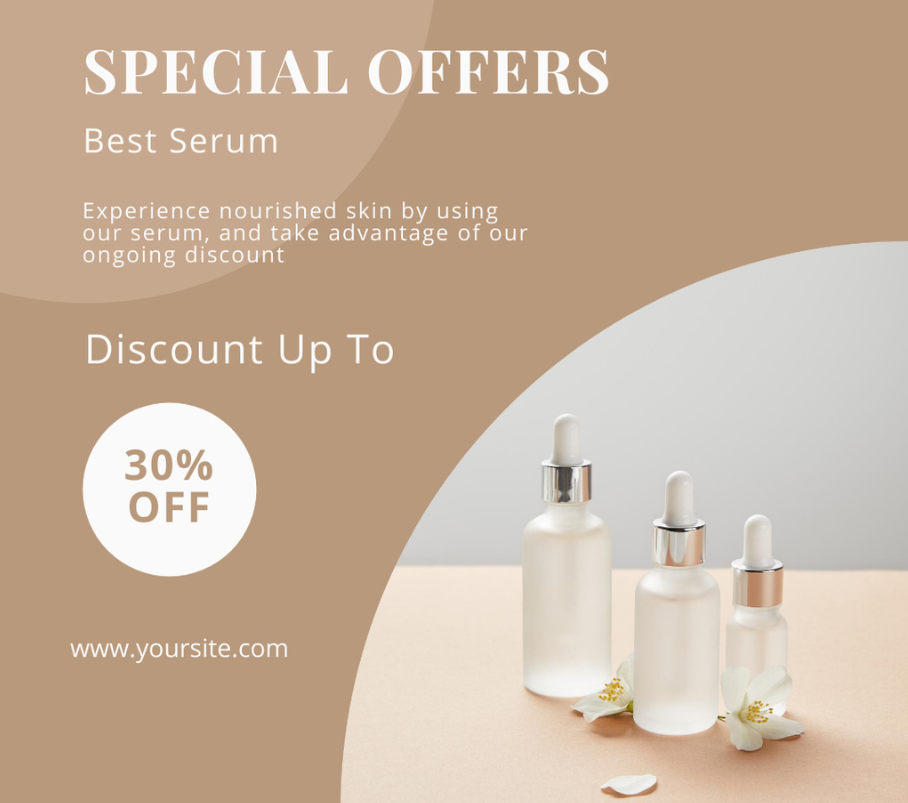 SPECIAL OFFERS
Best Serum
Experience nourished skin by using
our serum, and take advantage of our
ongoing discount
Discount Up To
30%
OFF
www.yoursite.com